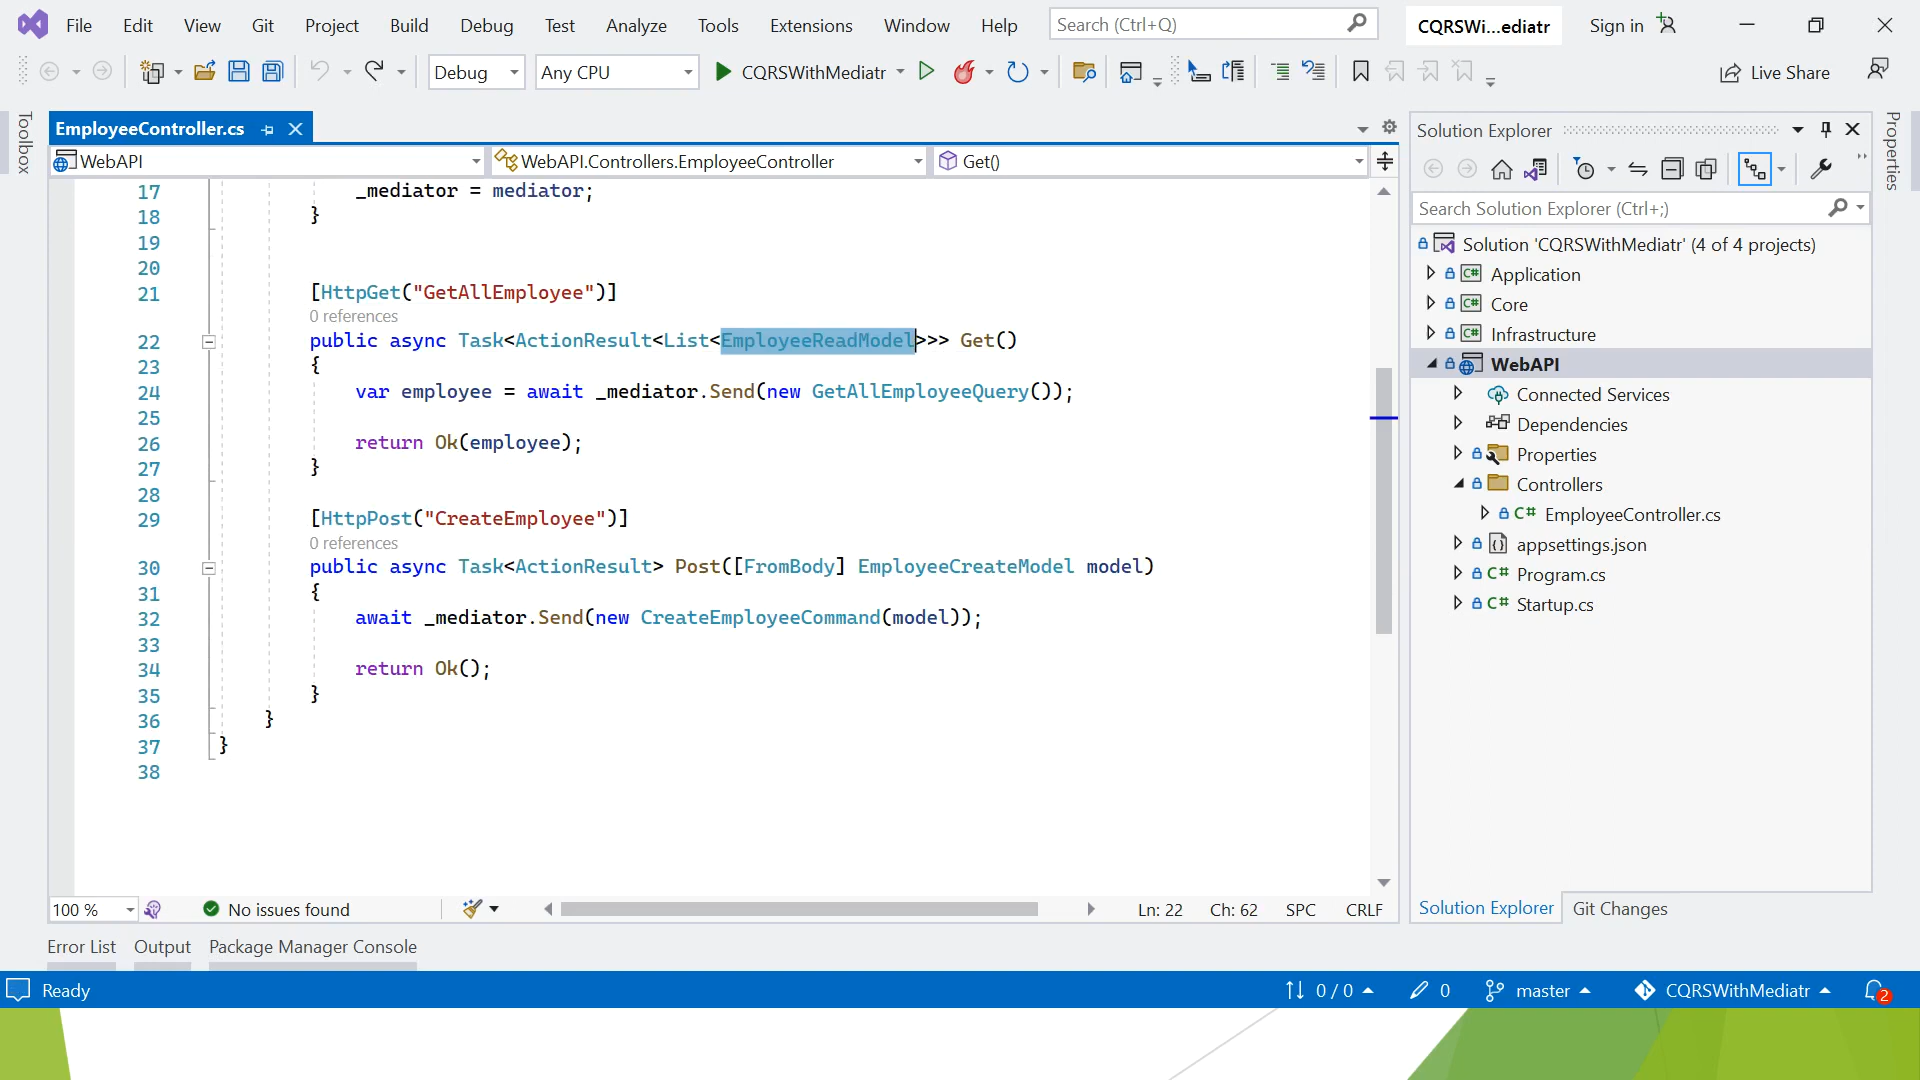 File Edit View Git Project Build Debug Test Analyze Tools Extensions Window Help Search (Ctrl+Q) CQRSWi...ediatr Sign in
Debug Any CPU CQRSWithMediatr Live Share
Toolbox
EmployeeController.cs
WebAPI WebAPI.Controllers.EmployeeController Get()
17 _mediator = mediator;
18 }
19
20
21 [HttpGet("GetAllEmployee")]
0 references
22 public async Task<ActionResult<List<EmployeeReadModel>>> Get()
23 {
24 var employee = await _mediator.Send(new GetAllEmployeeQuery());
25
26 return Ok(employee);
27 }
28
29 [HttpPost("CreateEmployee")]
0 references
30 public async Task<ActionResult> Post([FromBody] EmployeeCreateModel model)
31 {
32 await _mediator.Send(new CreateEmployeeCommand(model));
33
34 return Ok();
35 }
36 }
37 }
38
100 % No issues found Ln: 22 Ch: 62 SPC CRLF
Solution Explorer
Search Solution Explorer (Ctrl+;)
Solution 'CQRSWithMediatr' (4 of 4 projects)
C# Application
C# Core
C# Infrastructure
WebAPI
Connected Services
Dependencies
Properties
Controllers
C# EmployeeController.cs
appsettings.json
C# Program.cs
C# Startup.cs
Solution Explorer Git Changes
Properties
Error List Output Package Manager Console
Ready 0 / 0 0 master CQRSWithMediatr 2